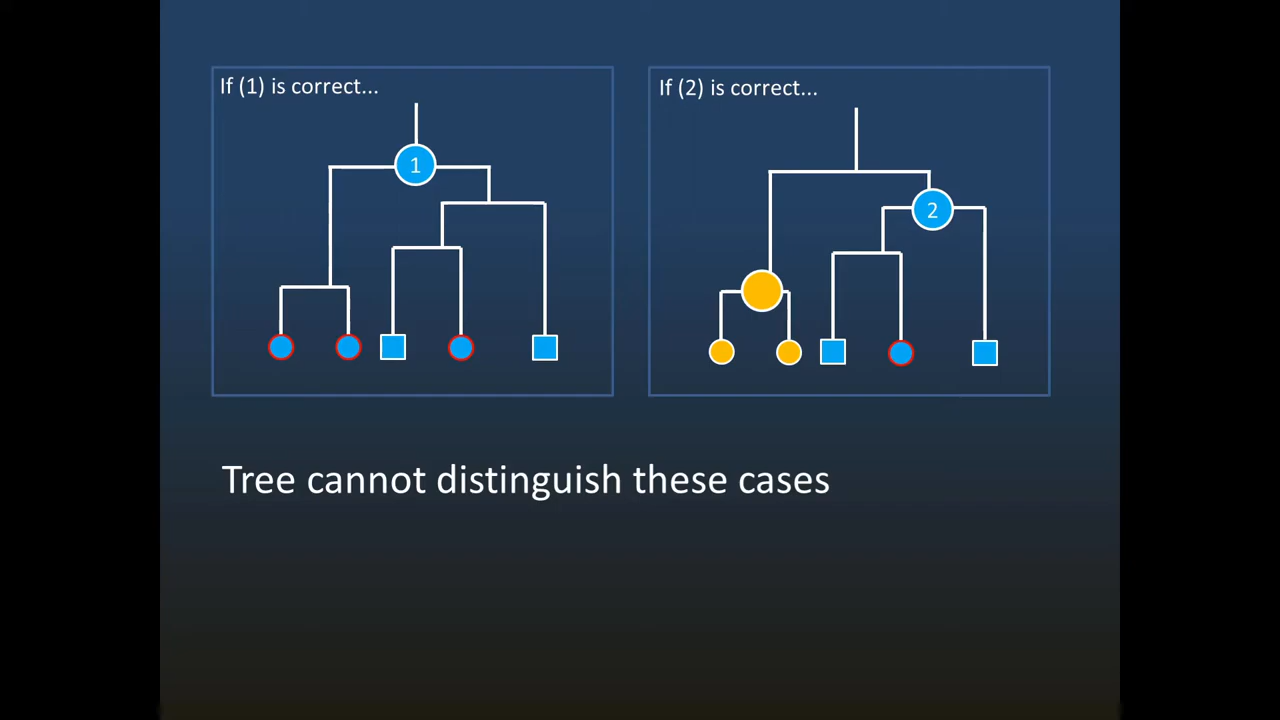 If (1) is correct...
1
If (2) is correct...
2
Tree cannot distinguish these cases